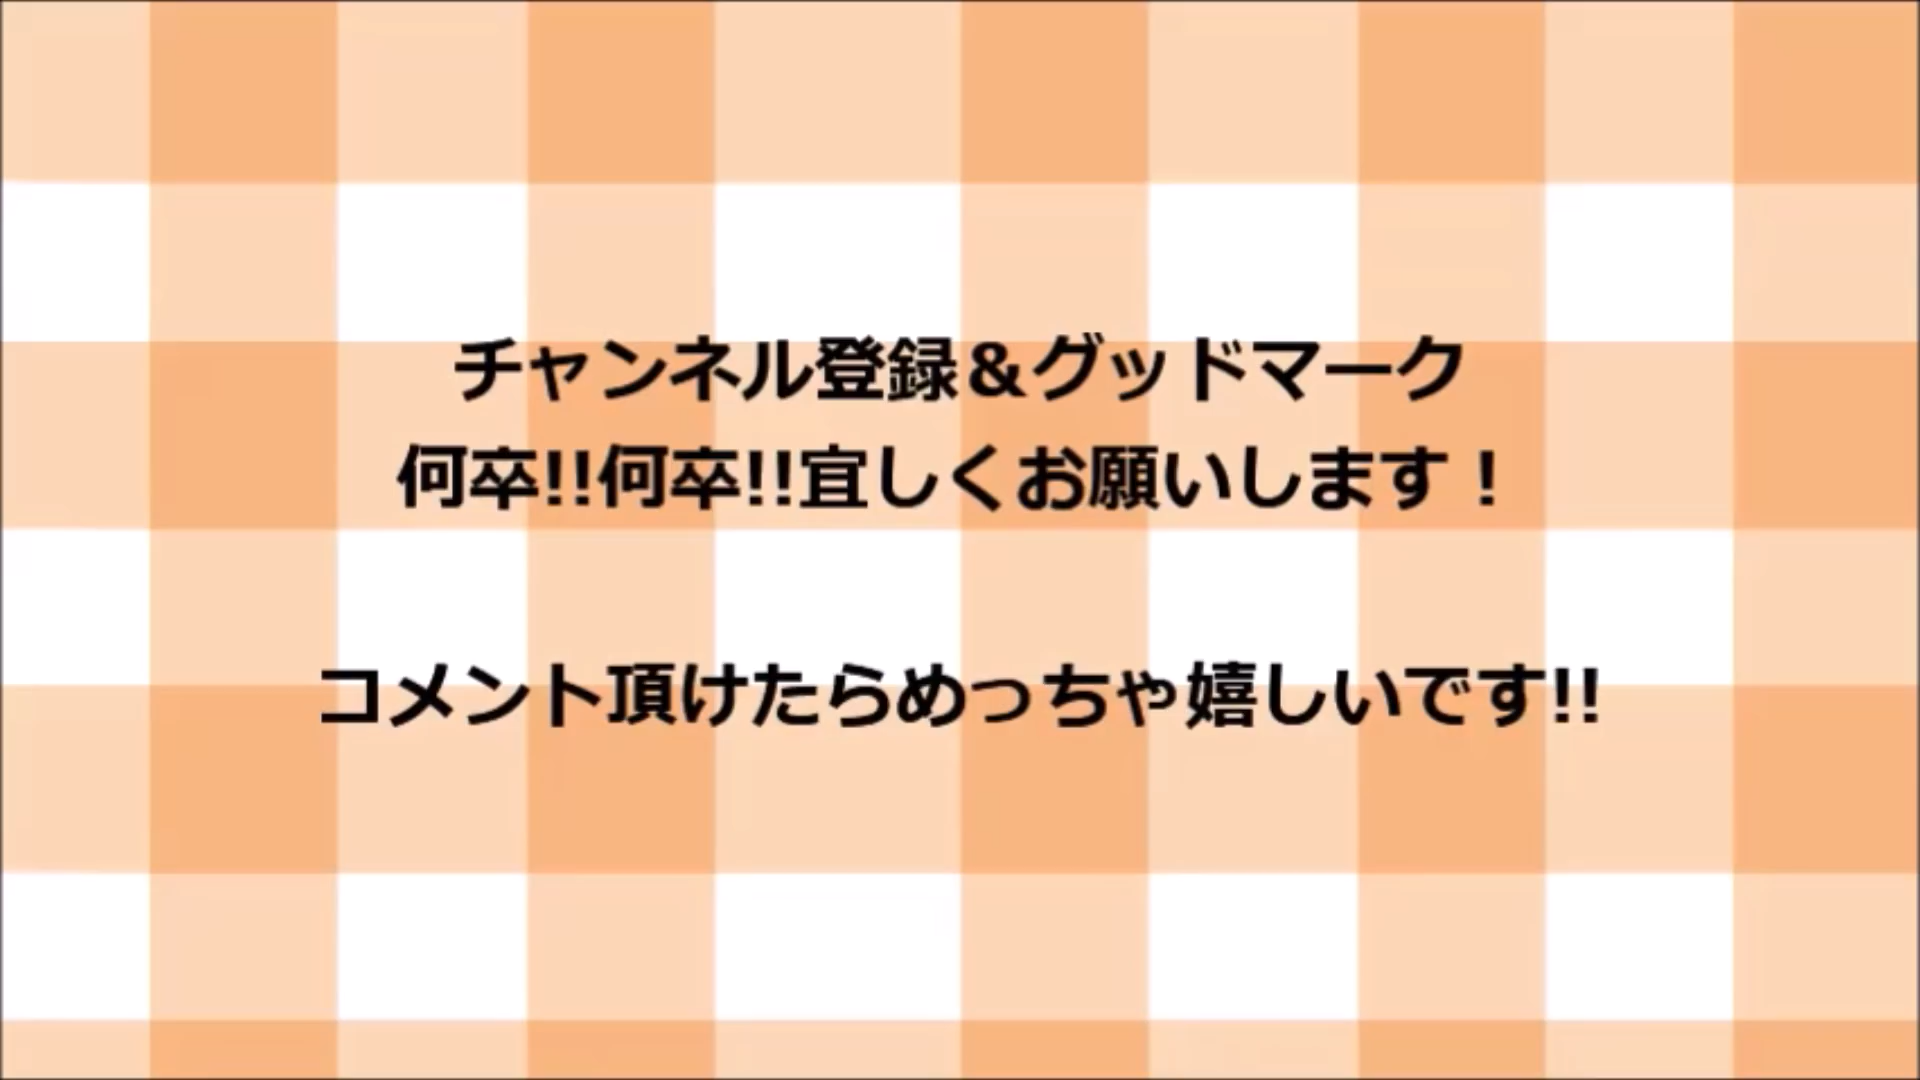 チャンネル登録＆グッドマーク
何卒!!何卒!!宜しくお願いします！
コメント頂けたらめっちゃ嬉しいです!!